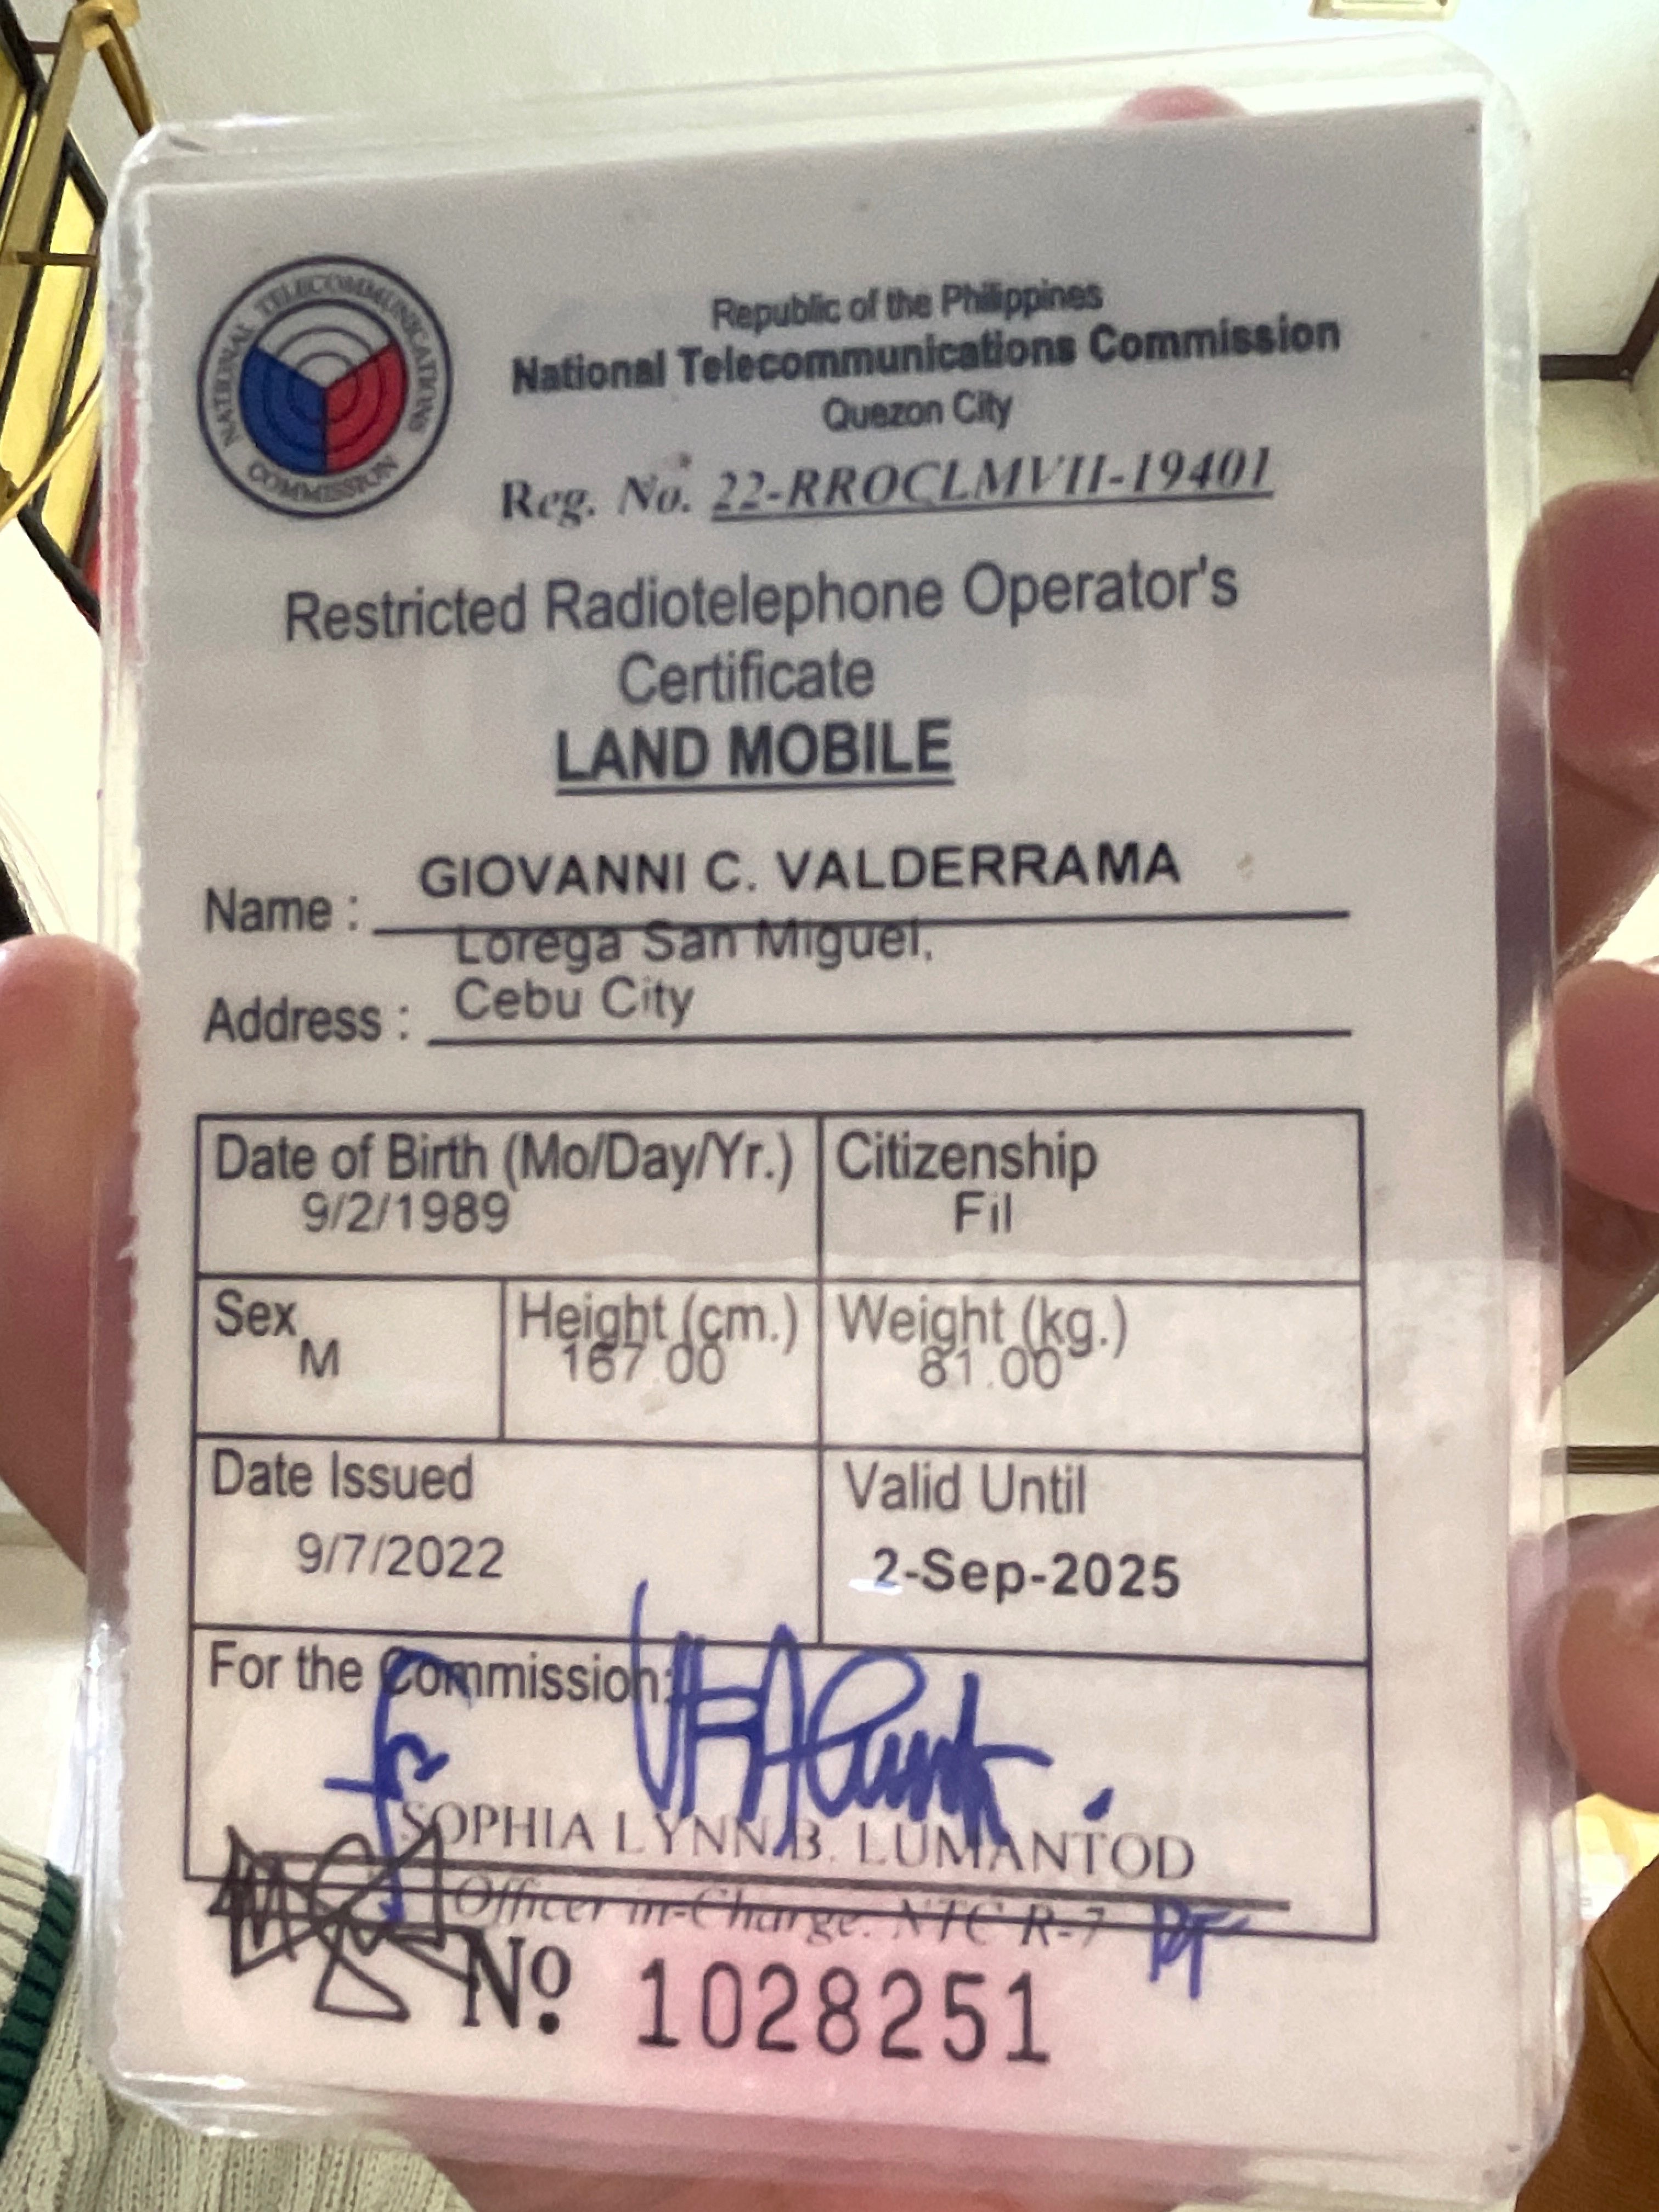 NATIONAL TELECOMMUNICATIONS COMMISSION
Republic of the Philippines
National Telecommunications Commission
Quezon City
Reg. No. 22-RROCLMVII-19401
Restricted Radiotelephone Operator's
Certificate
LAND MOBILE
Name : GIOVANNI C. VALDERRAMA
Lorega San Miguel,
Address : Cebu City
Date of Birth (Mo/Day/Yr.) Citizenship
9/2/1989 Fil
Sex Height (cm.) Weight (kg.)
M 167.00 81.00
Date Issued Valid Until
9/7/2022 2-Sep-2025
For the Commission:
SOPHIA LYNN B. LUMANTOD
Officer in-Charge, NTC R-7
Nº 1028251